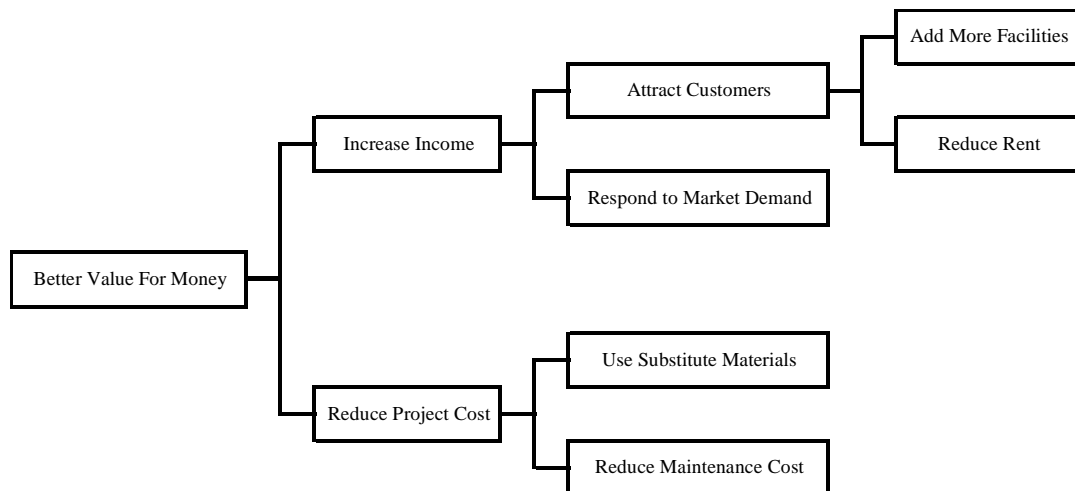 Add More Facilities
Attract Customers
Increase Income
Reduce Rent
Respond to Market Demand
Better Value For Money
Use Substitute Materials
Reduce Project Cost
Reduce Maintenance Cost